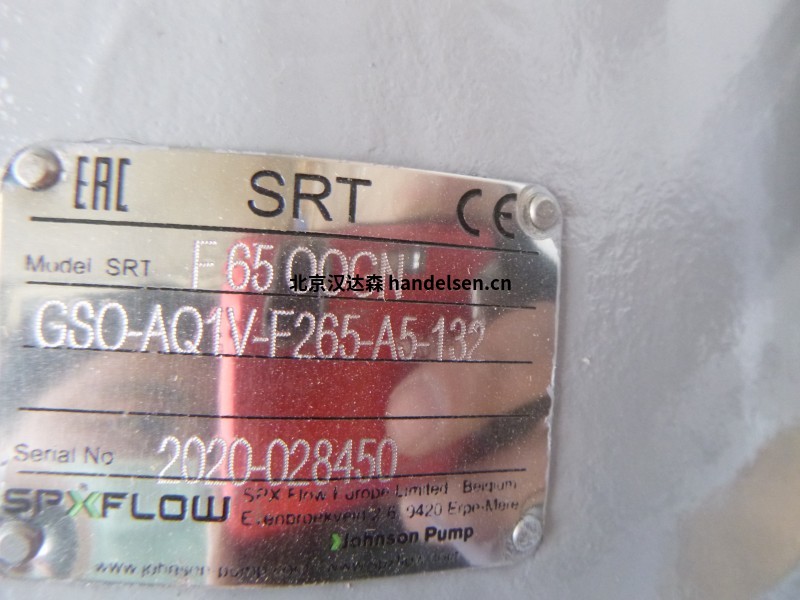 EAC SRT CE
Model SRT F 65
北京汉达森 handelsen.cn
GSO-AQ1V-F265-A5-132
Serial No 2020-028450
SPXFLOW SPX Flow Europe Limited Belgium
9420 Erpe-Mere
Johnson Pump